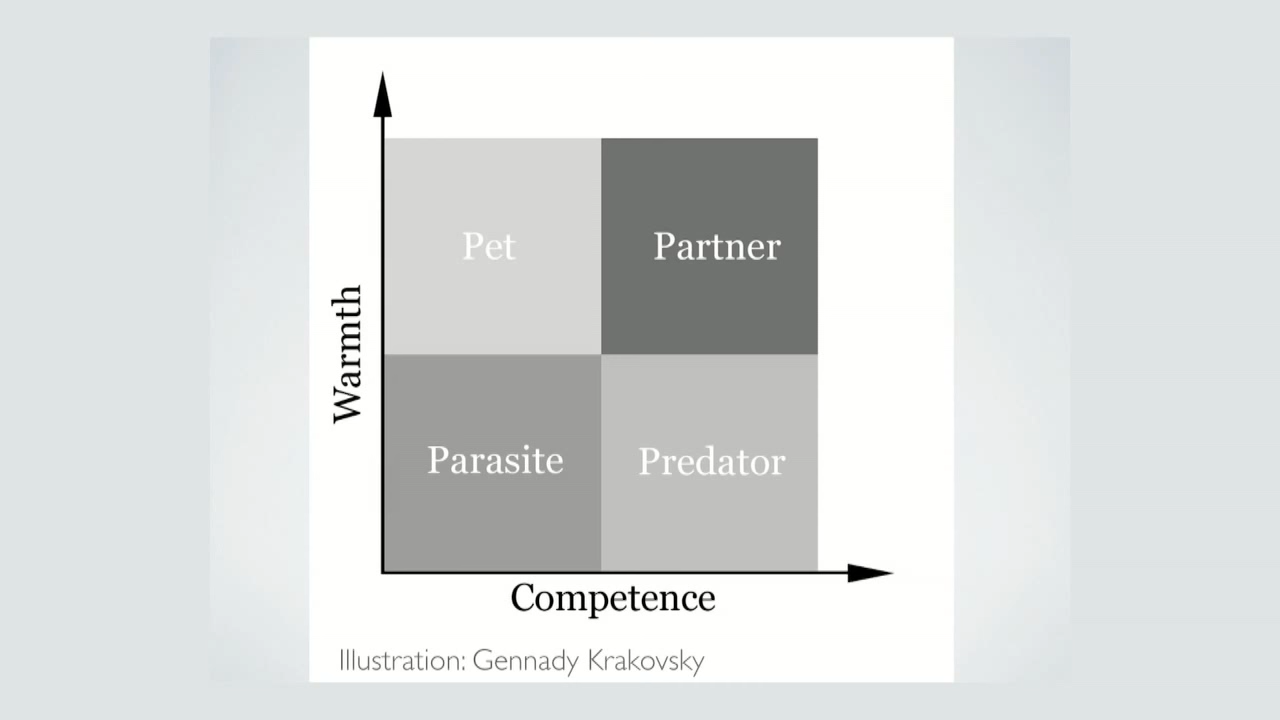 Pet
Partner
Warmth
Parasite
Predator
Competence
Illustration: Gennady Krakovsky